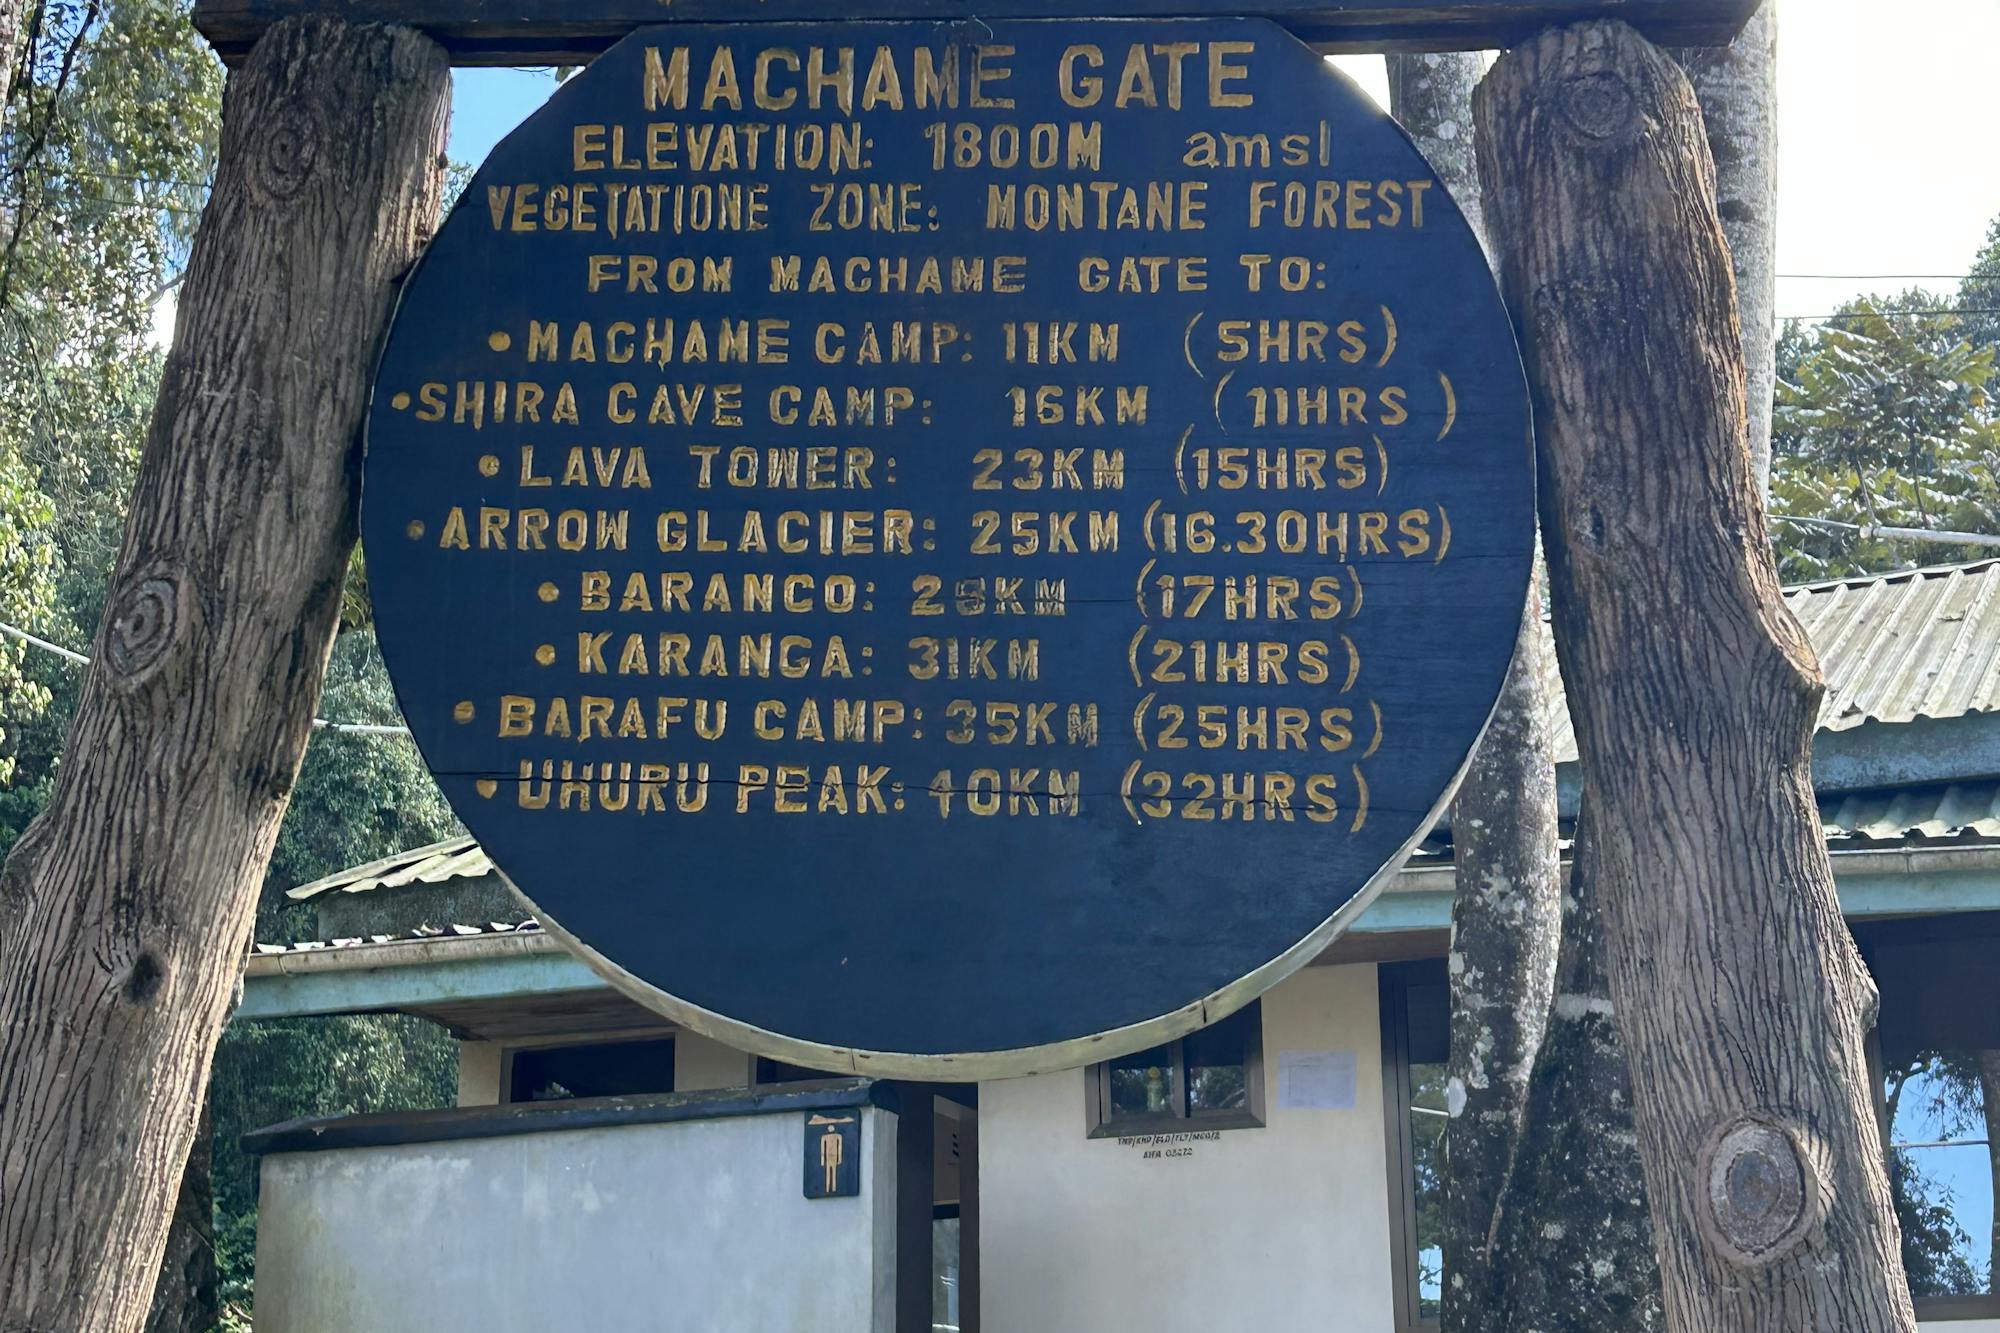 MACHAME GATE
ELEVATION: 1800M amsl
VEGETATIONE ZONE: MONTANE FOREST
FROM MACHAME GATE TO:
• MACHAME CAMP: 11KM (5HRS)
• SHIRA CAVE CAMP: 16KM (11HRS)
• LAVA TOWER: 23KM (15HRS)
• ARROW GLACIER: 25KM (16.30HRS)
• BARANCO: (17HRS)
• KARANGA: 31KM (21HRS)
• BARAFU CAMP: 35KM (25HRS)
• UHURU PEAK: 40KM (32HRS)